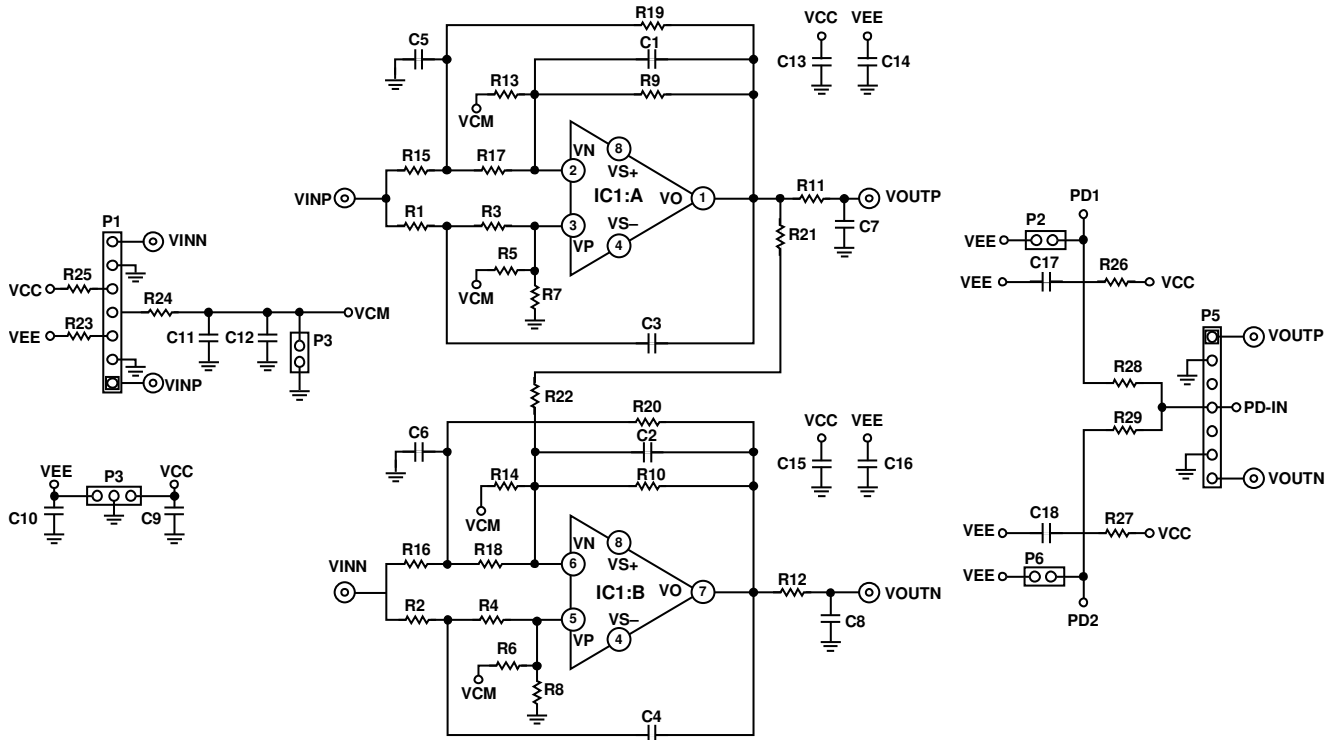 R19
VCC VEE
C5
C1
C13
C14
R13
R9
VCM
R15
R17
VN
2
8
VS+
VINP
IC1:A
VO
1
R11
VOUTP
R1
R3
3
VP
VS–
4
C7
R21
R5
VCM
R7
C3
P1
VINN
VCC
R25
R24
VCM
VEE
R23
C11
C12
P3
VINP
PD1
P2
VEE
C17
R26
VEE
VCC
P5
VOUTP
R28
PD-IN
R29
VOUTN
R22
R20
C6
C2
VCC VEE
C15
C16
R14
R10
VCM
VEE
P3
VCC
C10
C9
R16
R18
VN
6
8
VS+
VINN
IC1:B
VO
7
R12
VOUTN
R2
R4
5
VP
VS–
4
C8
R6
VCM
R8
C4
C18
R27
VEE
VCC
P6
VEE
PD2